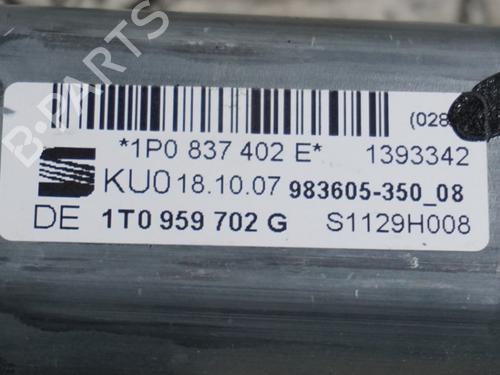 (028
*1P0 837 402 E* 1393342
KU0 18.10.07 983605-350_08
DE 1T0 959 702 G S1129H008
B-PARTS